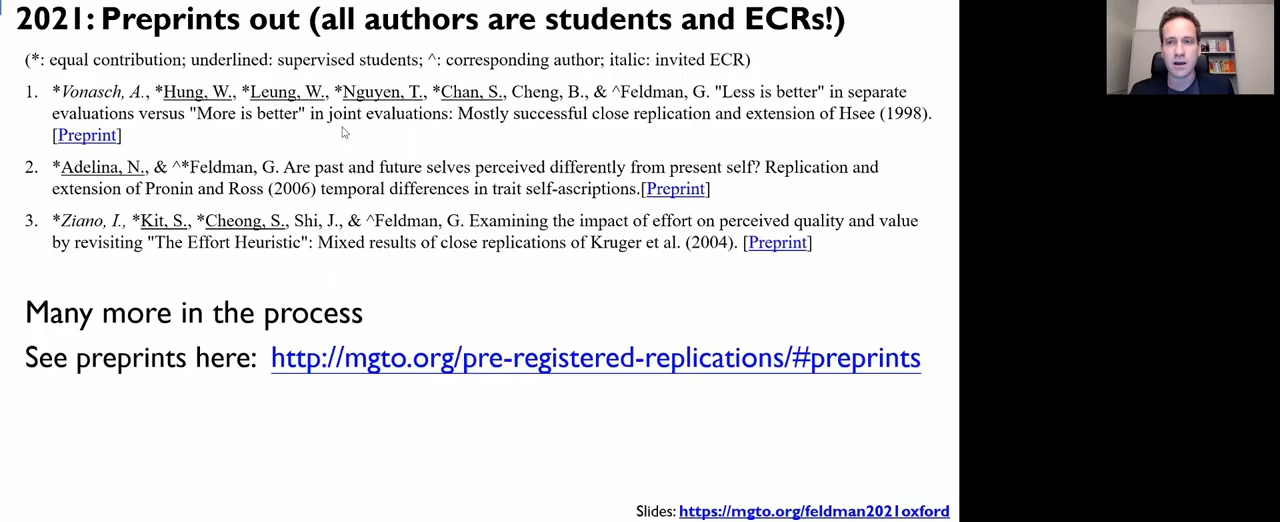 2021: Preprints out (all authors are students and ECRs!)
(*: equal contribution; underlined: supervised students; ^: corresponding author; italic: invited ECR)
1. *Vonasch, A., *Hung, W., *Leung, W., *Nguyen, T., *Chan, S., Cheng, B., & ^Feldman, G. "Less is better" in separate
evaluations versus "More is better" in joint evaluations: Mostly successful close replication and extension of Hsee (1998).
[Preprint]
2. *Adelina, N., & ^*Feldman, G. Are past and future selves perceived differently from present self? Replication and
extension of Pronin and Ross (2006) temporal differences in trait self-ascriptions.[Preprint]
3. *Ziano, I., *Kit, S., *Cheong, S., Shi, J., & ^Feldman, G. Examining the impact of effort on perceived quality and value
by revisiting "The Effort Heuristic": Mixed results of close replications of Kruger et al. (2004). [Preprint]
Many more in the process
See preprints here: http://mgto.org/pre-registered-replications/#preprints
Slides: https://mgto.org/feldman2021oxford